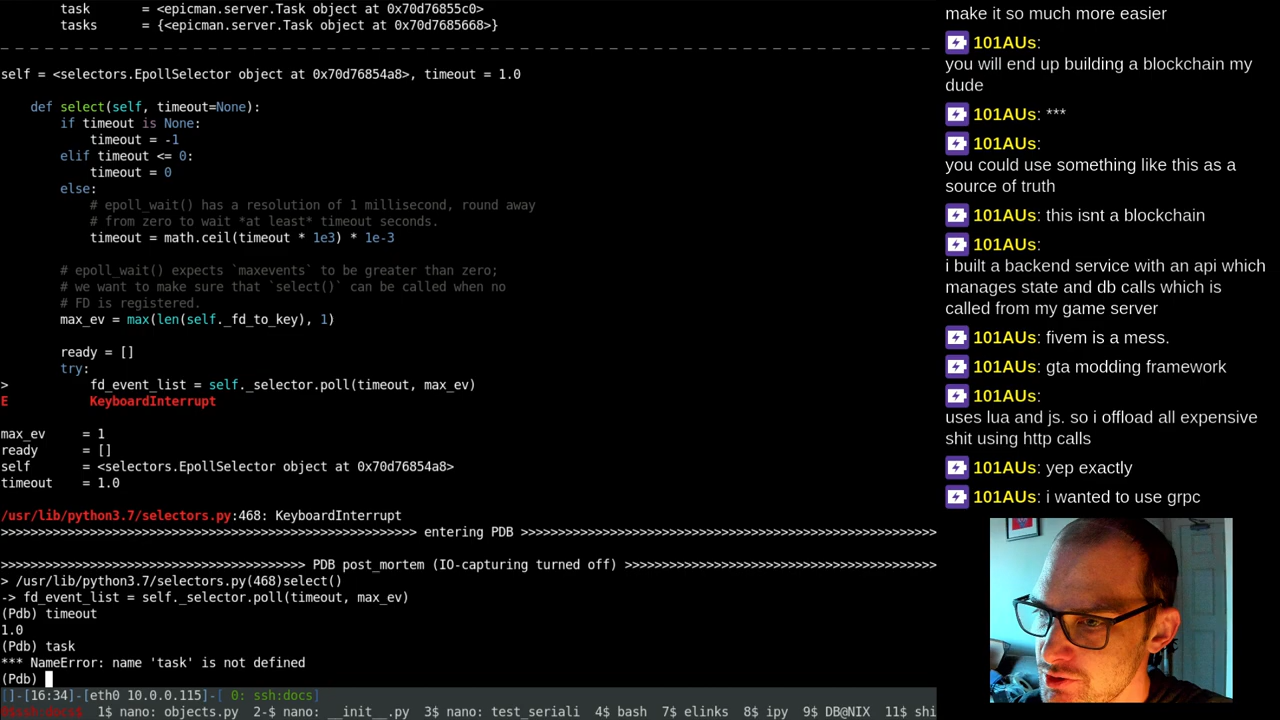 task      = <epicman.server.Task object at 0x70d76855c0>
tasks     = {<epicman.server.Task object at 0x70d7685668>}
self = <selectors.EpollSelector object at 0x70d76854a8>, timeout = 1.0
def select(self, timeout=None):
if timeout is None:
timeout = -1
elif timeout <= 0:
timeout = 0
else:
# epoll_wait() has a resolution of 1 millisecond, round away
# from zero to wait *at least* timeout seconds.
timeout = math.ceil(timeout * 1e3) * 1e-3
# epoll_wait() expects `maxevents` to be greater than zero;
# we want to make sure that `select()` can be called when no
# FD is registered.
max_ev = max(len(self._fd_to_key), 1)
ready = []
try:
>           fd_event_list = self._selector.poll(timeout, max_ev)
E           KeyboardInterrupt
max_ev     = 1
ready      = []
self       = <selectors.EpollSelector object at 0x70d76854a8>
timeout    = 1.0
/usr/lib/python3.7/selectors.py:468: KeyboardInterrupt
>>>>>>>>>>>>>>>>>>>>>>>>>>>>>>>>>>>>>>>>>>>>>>>>>>> entering PDB >>>>>>>>>>>>>>>>>>>>>>>>>>>>>>>>>>>>>>>>>>>>>>>>>>>
>>>>>>>>>>>>>>>>>>>>>>>>>>>>>>>>>>>>> PDB post_mortem (IO-capturing turned off) >>>>>>>>>>>>>>>>>>>>>>>>>>>>>>>>>>>>>>
> /usr/lib/python3.7/selectors.py(468)select()
-> fd_event_list = self._selector.poll(timeout, max_ev)
(Pdb) timeout
1.0
(Pdb) task
*** NameError: name 'task' is not defined
(Pdb)
[]-[16:34]-[eth0 10.0.0.115]-[ 0: ssh:docs]
0$ssh:docs$  1$ nano: objects.py  2-$ nano: __init__.py  3$ nano: test_seriali  4$ bash  7$ elinks  8$ ipy  9$ DB@NIX  11$ shi
make it so much more easier
101AUs:
you will end up building a blockchain my
dude
101AUs: ***
101AUs:
you could use something like this as a
source of truth
101AUs: this isnt a blockchain
101AUs:
i built a backend service with an api which
manages state and db calls which is
called from my game server
101AUs: fivem is a mess.
101AUs: gta modding framework
101AUs:
uses lua and js. so i offload all expensive
shit using http calls
101AUs: yep exactly
101AUs: i wanted to use grpc